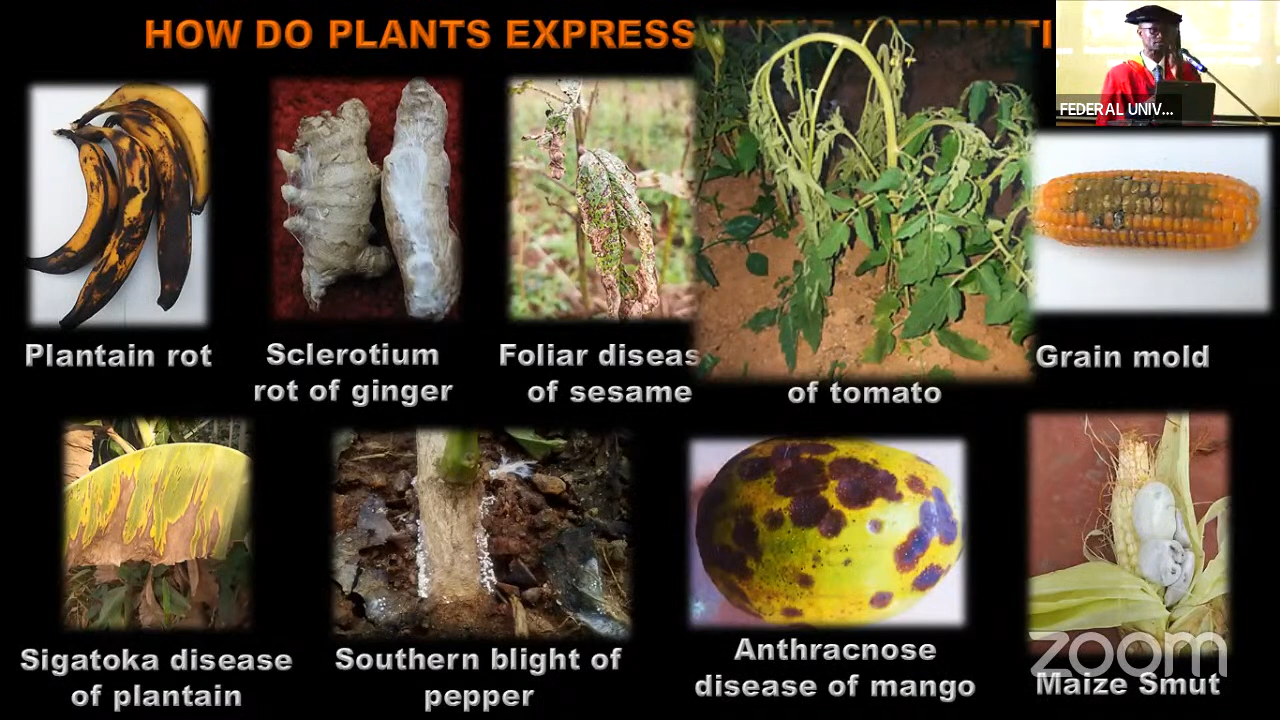 HOW DO PLANTS EXPRESS
FEDERAL UNIV...
Plantain rot
Sclerotium
rot of ginger
Foliar diseas
of sesame
of tomato
Grain mold
Sigatoka disease
of plantain
Southern blight of
pepper
Anthracnose
disease of mango
zoom
Maize Smut